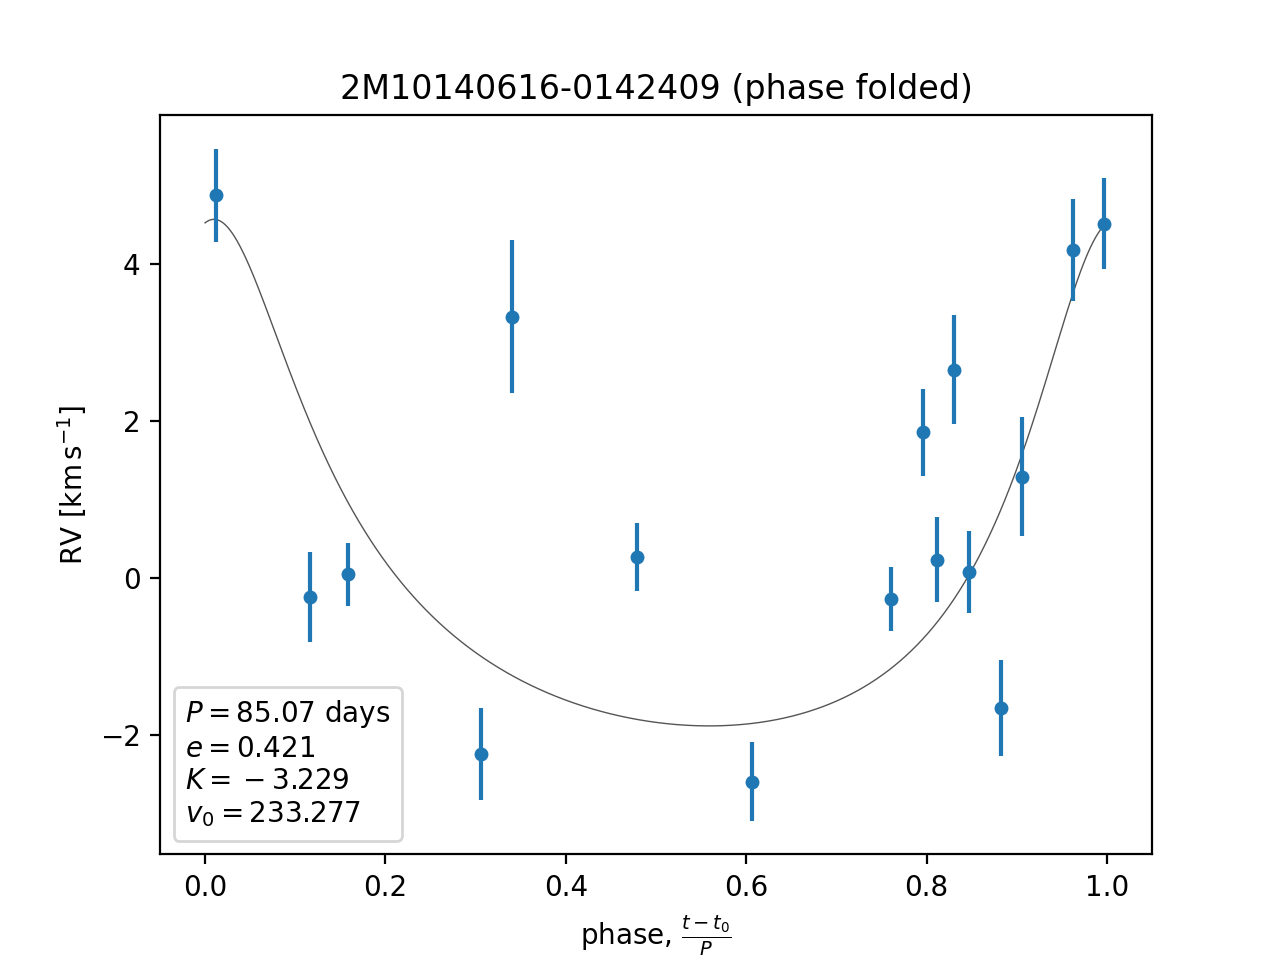 2M10140616-0142409 (phase folded)
RV [km s⁻¹]
4
2
0
−2
P = 85.07 days
e = 0.421
K = −3.229
v₀ = 233.277
0.0 0.2 0.4 0.6 0.8 1.0
phase, (t − t₀)/P